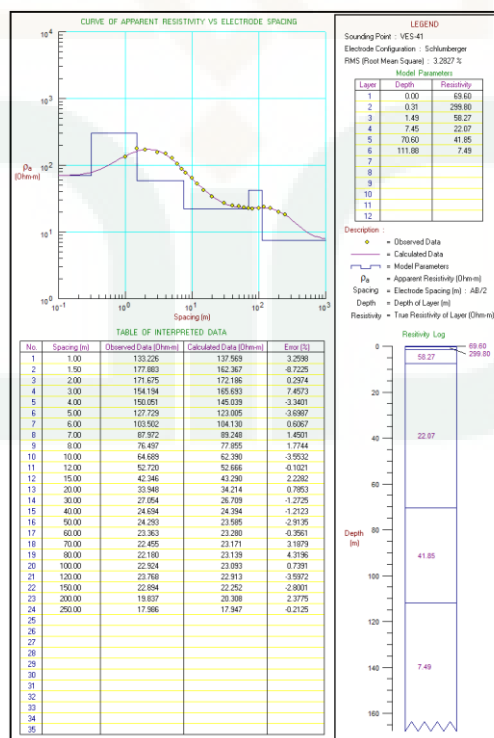 CURVE OF APPARENT RESISTIVITY VS ELECTRODE SPACING
10^4
10^3
10^2
ρa
(Ohm-m)
10^1
10^0
10^-1 10^0 10^1 10^2 10^3
Spacing (m)
TABLE OF INTERPRETED DATA
No. Spacing (m) Observed Data (Ohm-m) Calculated Data (Ohm-m) Error (%)
1 1.00 133.226 137.569 3.2598
2 1.50 177.883 162.367 -8.7225
3 2.00 171.675 172.186 0.2974
4 3.00 154.194 165.693 7.4573
5 4.00 150.051 145.039 -3.3401
6 5.00 127.729 123.005 -3.6987
7 6.00 103.502 104.130 0.6067
8 7.00 87.972 89.248 1.4501
9 8.00 76.497 77.855 1.7744
10 10.00 64.689 62.390 -3.5532
11 12.00 52.720 52.666 -0.1021
12 15.00 42.346 43.290 2.2282
13 20.00 33.948 34.214 0.7853
14 30.00 27.054 26.709 -1.2725
15 40.00 24.694 24.394 -1.2123
16 50.00 24.293 23.585 -2.9135
17 60.00 23.363 23.280 -0.3561
18 70.00 22.455 23.171 3.1879
19 80.00 22.180 23.139 4.3196
20 100.00 22.924 23.093 0.7391
21 120.00 23.768 22.913 -3.5972
22 150.00 22.894 22.252 -2.8001
23 200.00 19.837 20.308 2.3775
24 250.00 17.986 17.947 -0.2125
25
26
27
28
29
30
31
32
33
34
35
LEGEND
Sounding Point : VES-41
Electrode Configuration : Schlumberger
RMS (Root Mean Square) : 3.2827 %
Model Parameters
Layer Depth Resistivity
1 0.00 69.60
2 0.31 299.80
3 1.49 58.27
4 7.45 22.07
5 70.60 41.85
6 111.88 7.49
7
8
9
10
11
12
Description :
= Observed Data
= Calculated Data
= Model Parameters
ρa = Apparent Resistivity (Ohm-m)
Spacing = Electrode Spacing (m) : AB/2
Depth = Depth of Layer (m)
Resistivity = True Resistivity of Layer (Ohm-m)
Resitivity Log
0
69.60
299.80
58.27
20
22.07
40
60
80
Depth
(m)
41.85
100
120
140
7.49
160